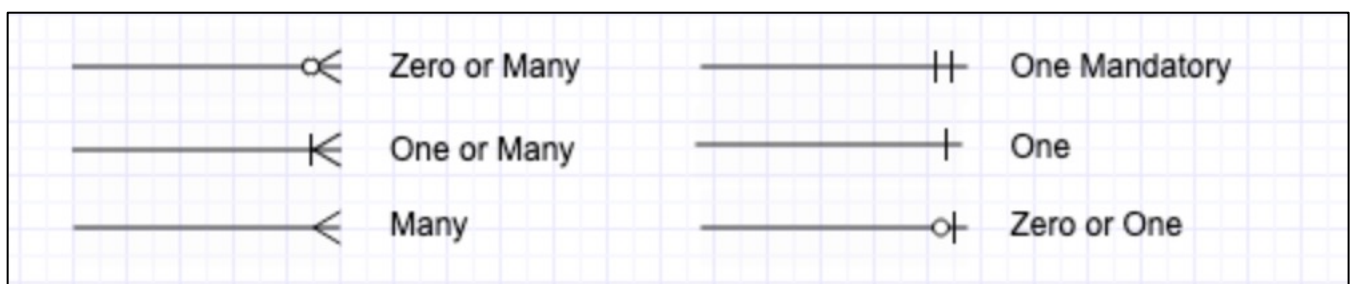 Zero or Many
One Mandatory
One or Many
One
Many
Zero or One